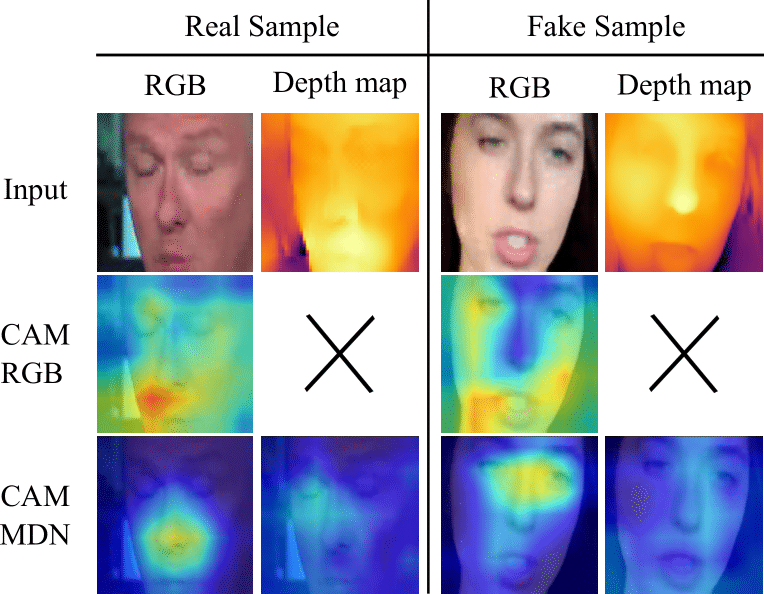 Real Sample
Fake Sample
RGB
Depth map
RGB
Depth map
Input
CAM
RGB
CAM
MDN